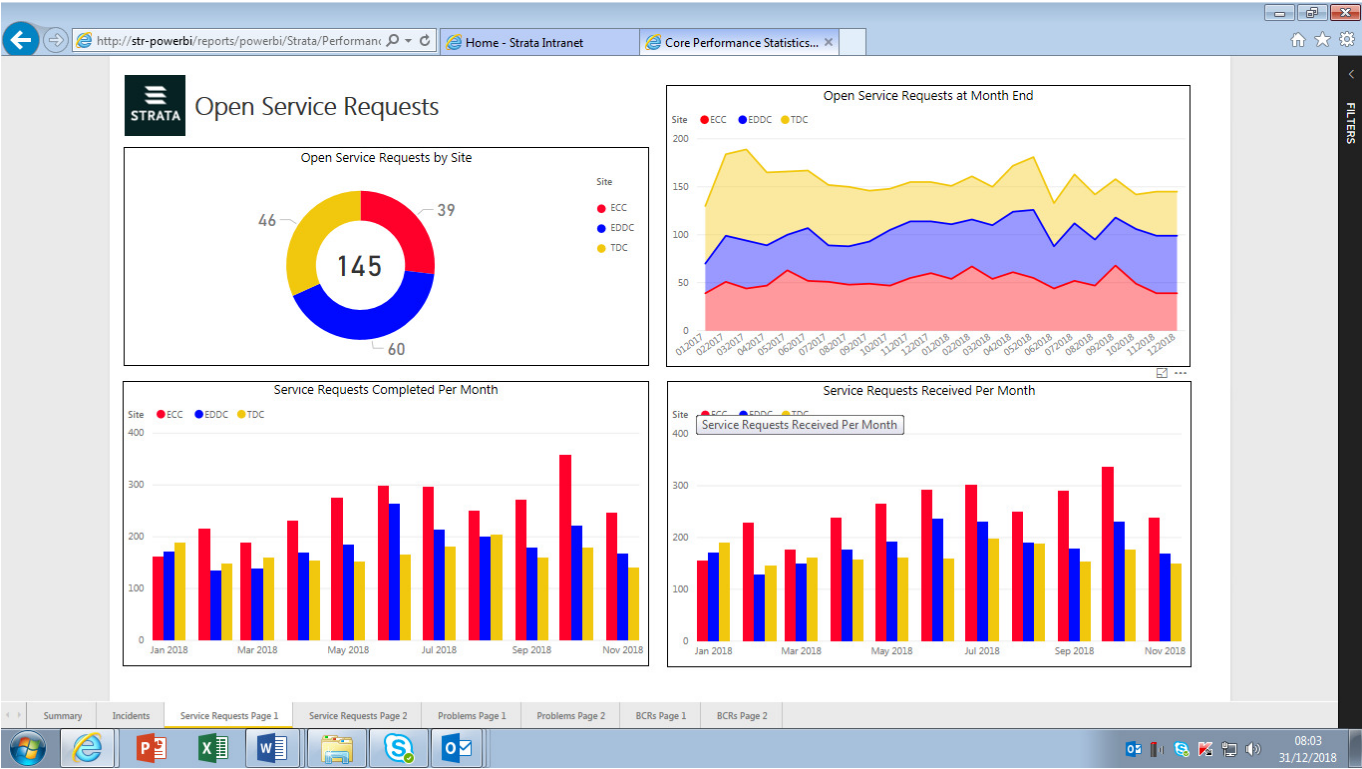 http://str-powerbi/reports/powerbi/Strata/Performanc
Home - Strata Intranet
Core Performance Statistics...
FILTERS
STRATA
Open Service Requests
Open Service Requests by Site
46
39
145
60
Site
ECC
EDDC
TDC
Open Service Requests at Month End
Site ECC EDDC TDC
200
150
100
50
0
012017 022017 032017 042017 052017 062017 072017 082017 092017 102017 112017 122017 012018 022018 032018 042018 052018 062018 072018 082018 092018 102018 112018 122018
Service Requests Completed Per Month
Site ECC EDDC TDC
400
300
200
100
0
Jan 2018 Mar 2018 May 2018 Jul 2018 Sep 2018 Nov 2018
Service Requests Received Per Month
Site ECC EDDC TDC
Service Requests Received Per Month
400
300
200
100
0
Jan 2018 Mar 2018 May 2018 Jul 2018 Sep 2018 Nov 2018
Summary Incidents Service Requests Page 1 Service Requests Page 2 Problems Page 1 Problems Page 2 BCRs Page 1 BCRs Page 2
08:03
31/12/2018